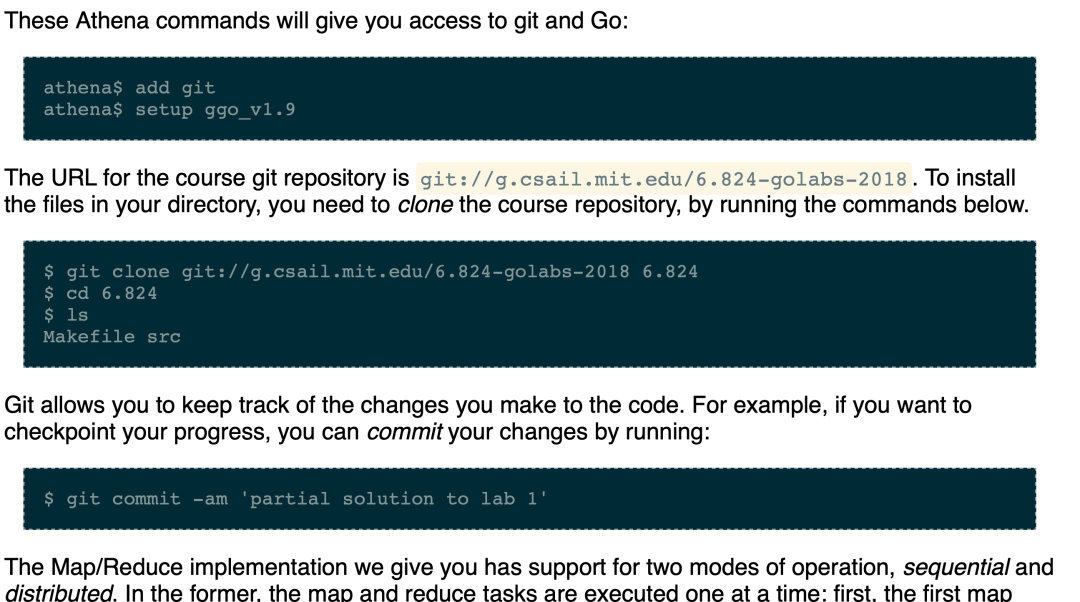 These Athena commands will give you access to git and Go:
athena$ add git
athena$ setup ggo_v1.9
The URL for the course git repository is git://g.csail.mit.edu/6.824-golabs-2018. To install
the files in your directory, you need to clone the course repository, by running the commands below.
$ git clone git://g.csail.mit.edu/6.824-golabs-2018 6.824
$ cd 6.824
$ ls
Makefile src
Git allows you to keep track of the changes you make to the code. For example, if you want to
checkpoint your progress, you can commit your changes by running:
$ git commit -am 'partial solution to lab 1'
The Map/Reduce implementation we give you has support for two modes of operation, sequential and
distributed. In the former, the map and reduce tasks are executed one at a time: first, the first map